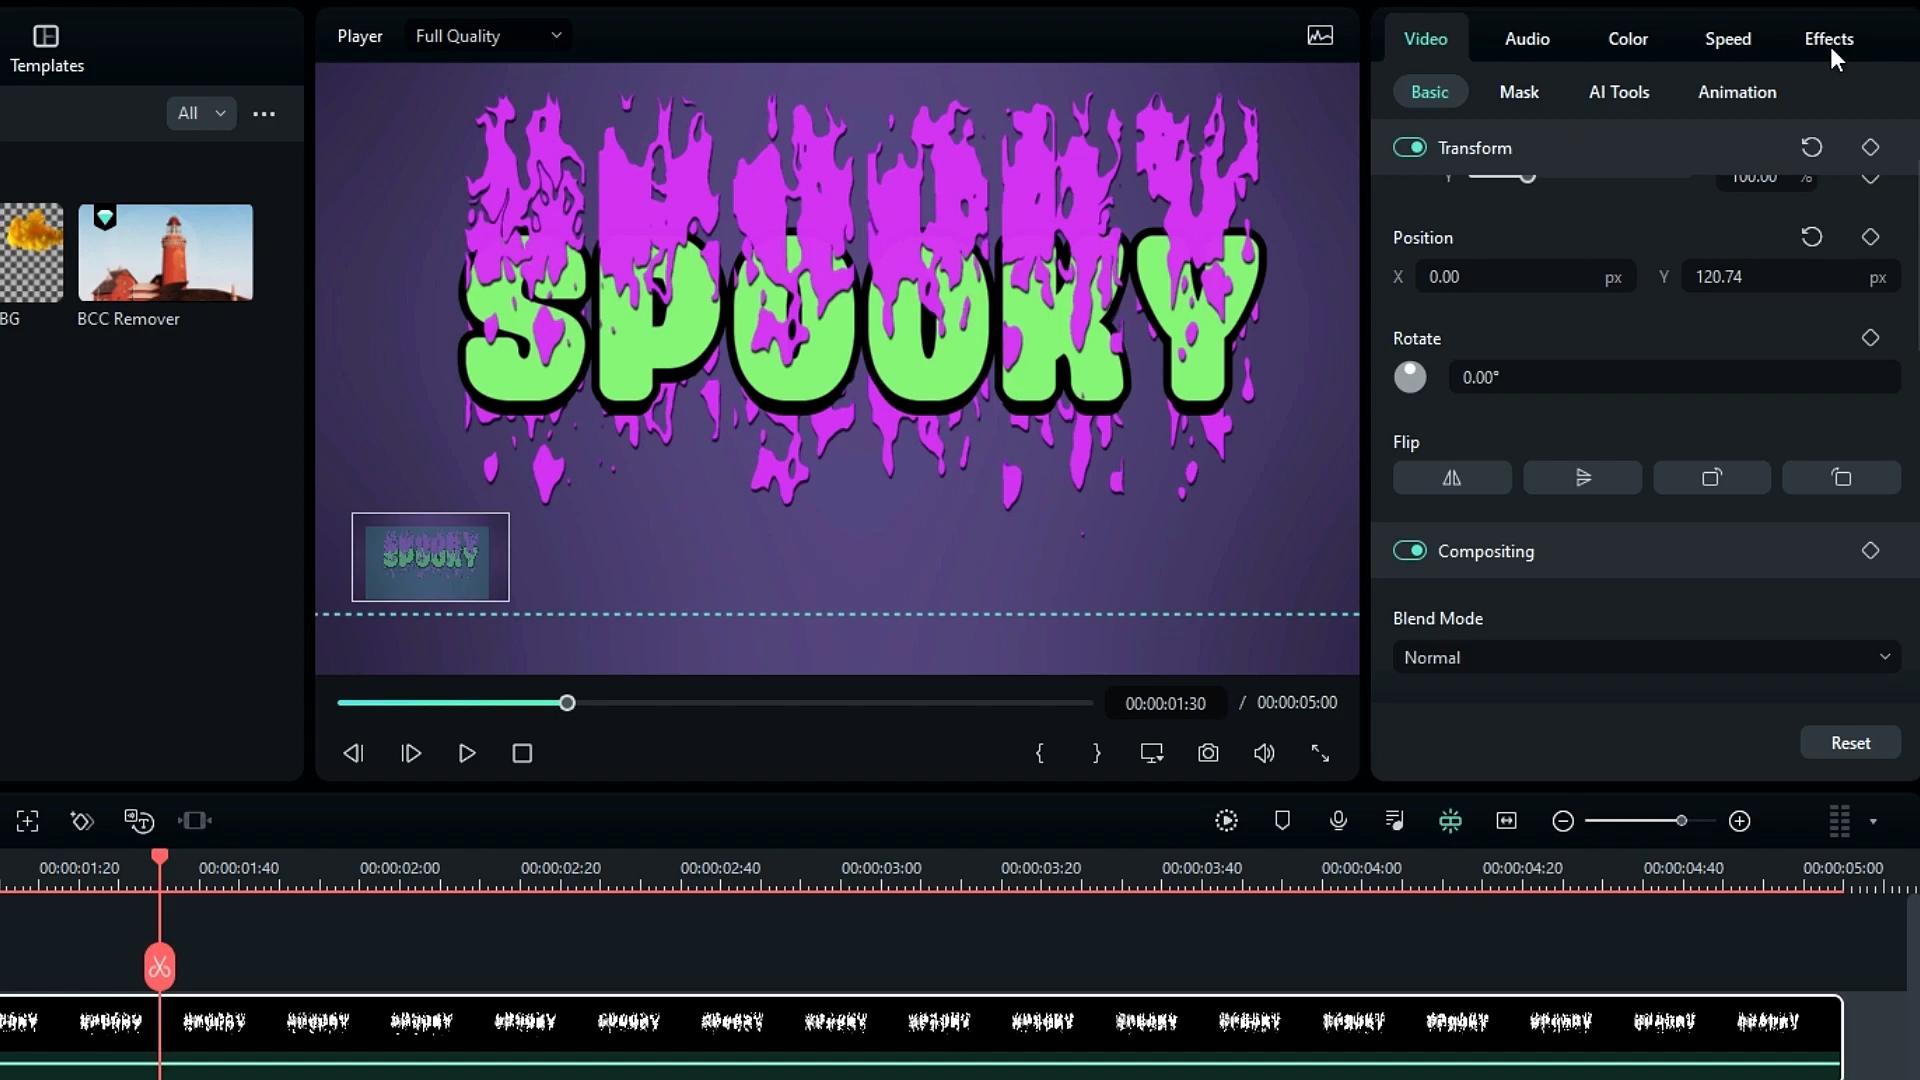 Templates
Player
Full Quality
Video
Audio
Color
Speed
Effects
Basic
Mask
AI Tools
Animation
All
Transform
Y
100.00
%
BG
BCC Remover
SPOOKY
Position
X
0.00
px
Y
120.74
px
Rotate
0.00°
Flip
SPOOKY
Compositing
Blend Mode
Normal
00:00:01:30
/
00:00:05:00
Reset
00:00:01:20
00:00:01:40
00:00:02:00
00:00:02:20
00:00:02:40
00:00:03:00
00:00:03:20
00:00:03:40
00:00:04:00
00:00:04:20
00:00:04:40
00:00:05:00